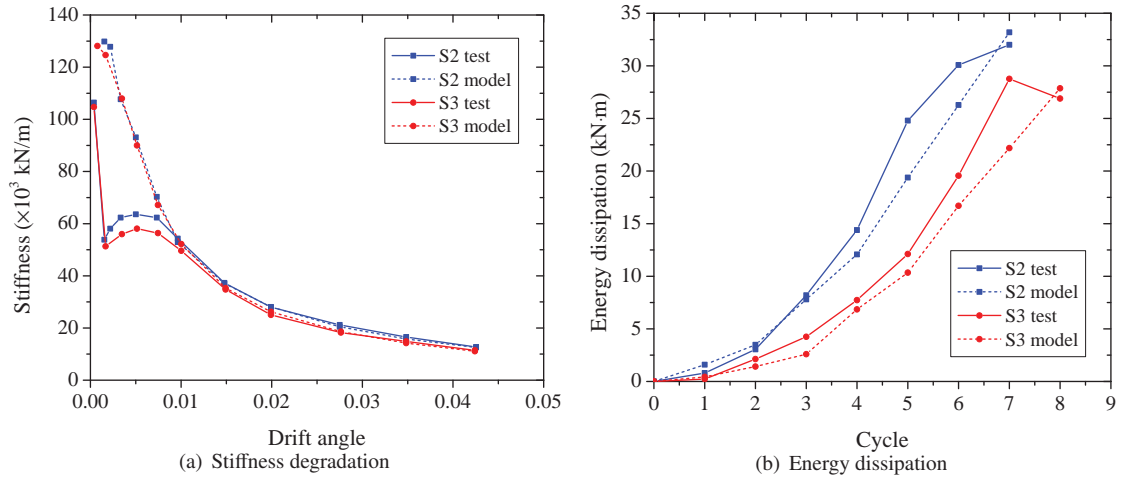 140
120
100
80
60
40
20
0
0.00
0.01
0.02
0.03
0.04
0.05
Stiffness (×10³ kN/m)
Drift angle
S2 test
S2 model
S3 test
S3 model
(a) Stiffness degradation
35
30
25
20
15
10
5
0
0
1
2
3
4
5
6
7
8
9
Energy dissipation (kN·m)
Cycle
S2 test
S2 model
S3 test
S3 model
(b) Energy dissipation